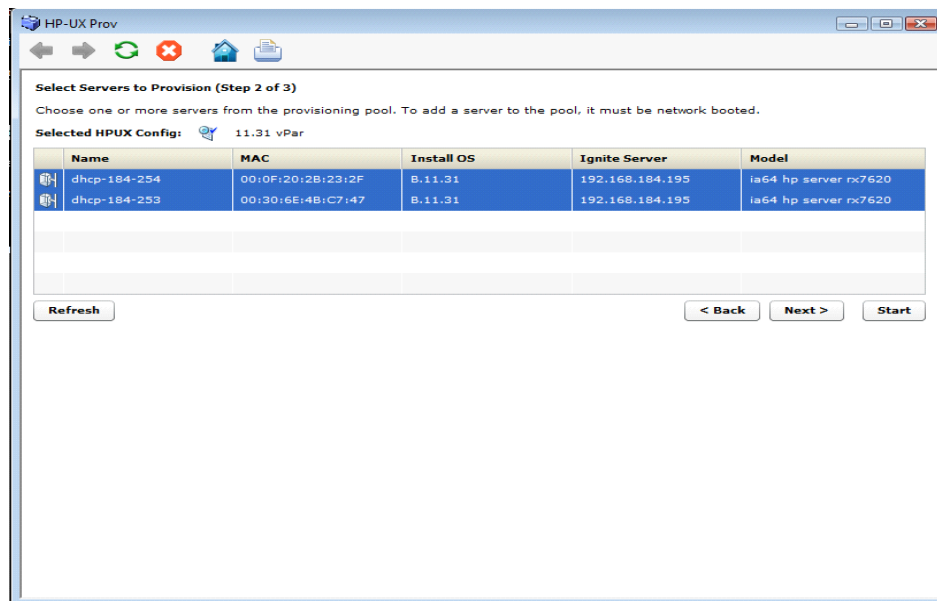 HP-UX Prov
Select Servers to Provision (Step 2 of 3)
Choose one or more servers from the provisioning pool. To add a server to the pool, it must be network booted.
Selected HPUX Config: 11.31 vPar
Name MAC Install OS Ignite Server Model
dhcp-184-254 00:0F:20:2B:23:2F B.11.31 192.168.184.195 ia64 hp server rx7620
dhcp-184-253 00:30:6E:4B:C7:47 B.11.31 192.168.184.195 ia64 hp server rx7620
Refresh < Back Next > Start